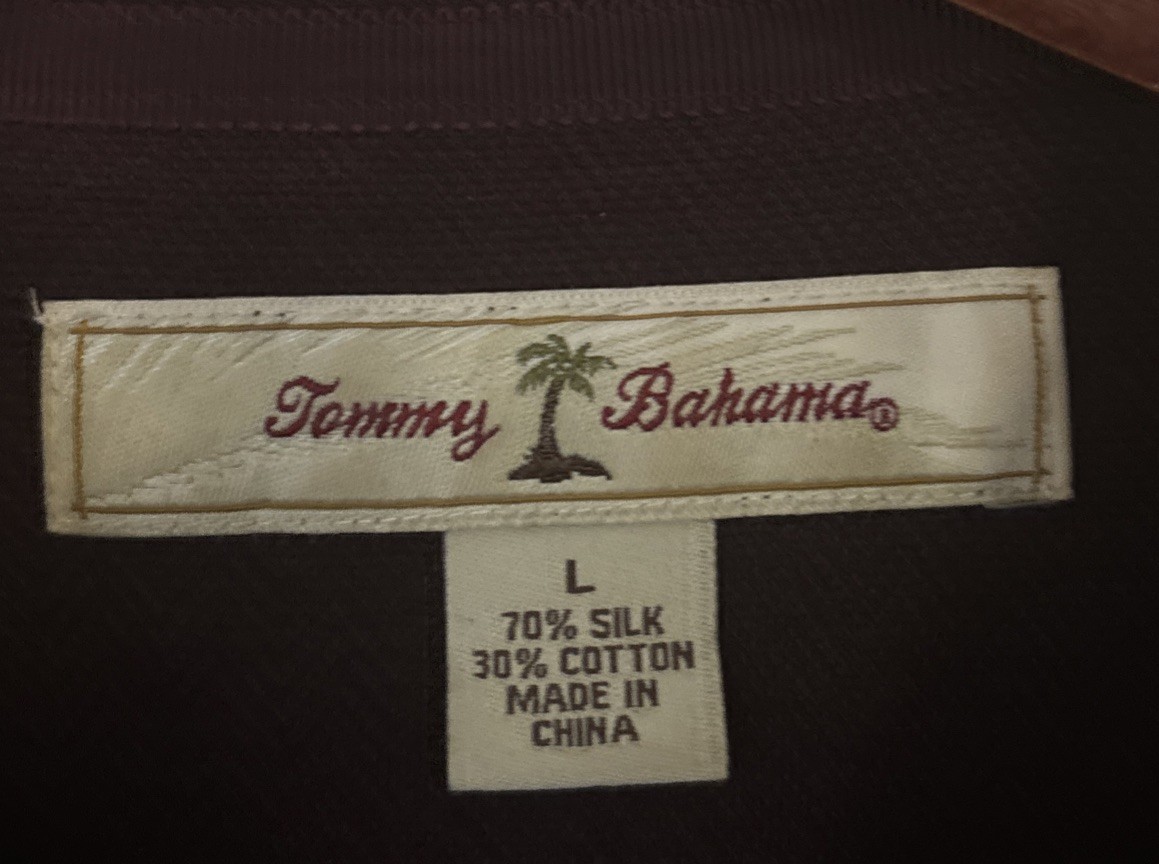 Tommy Bahama®
L
70% SILK
30% COTTON
MADE IN
CHINA